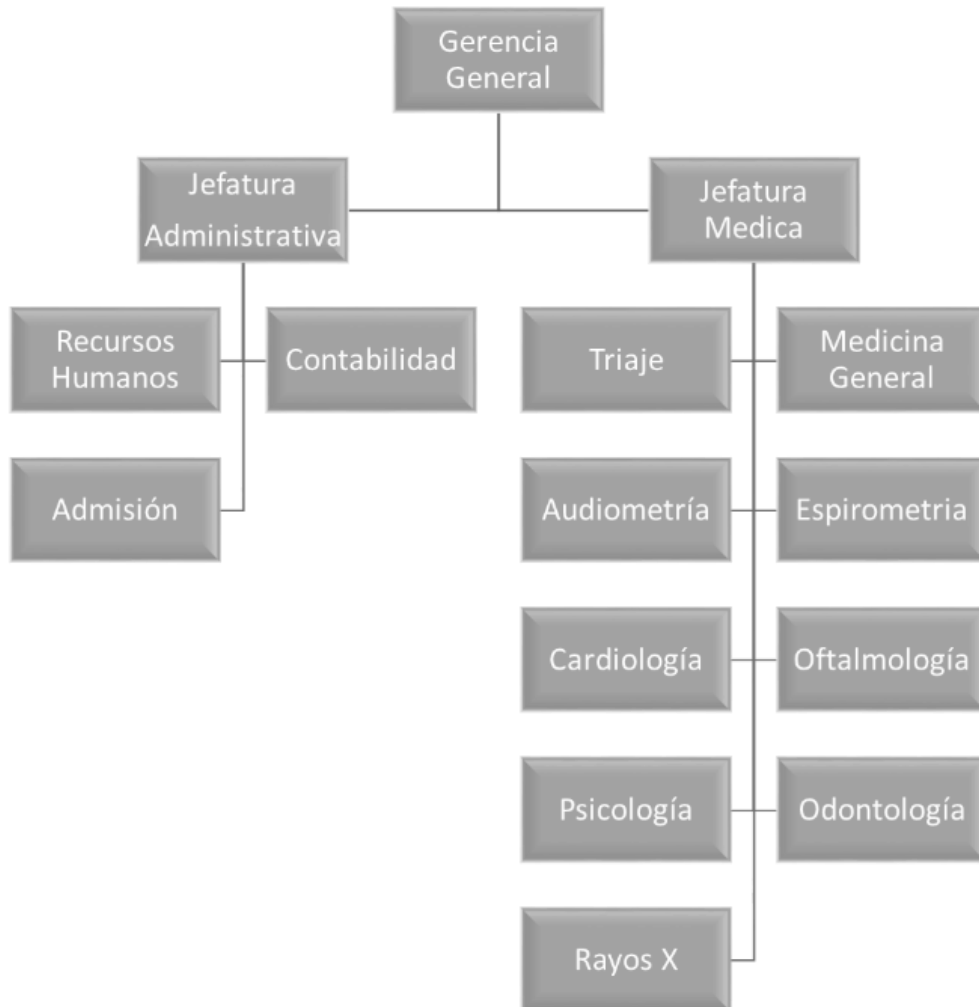 Gerencia
General
Jefatura
Administrativa
Jefatura
Medica
Recursos
Humanos
Contabilidad
Admisión
Triaje
Medicina
General
Audiometría
Espirometria
Cardiología
Oftalmología
Psicología
Odontología
Rayos X